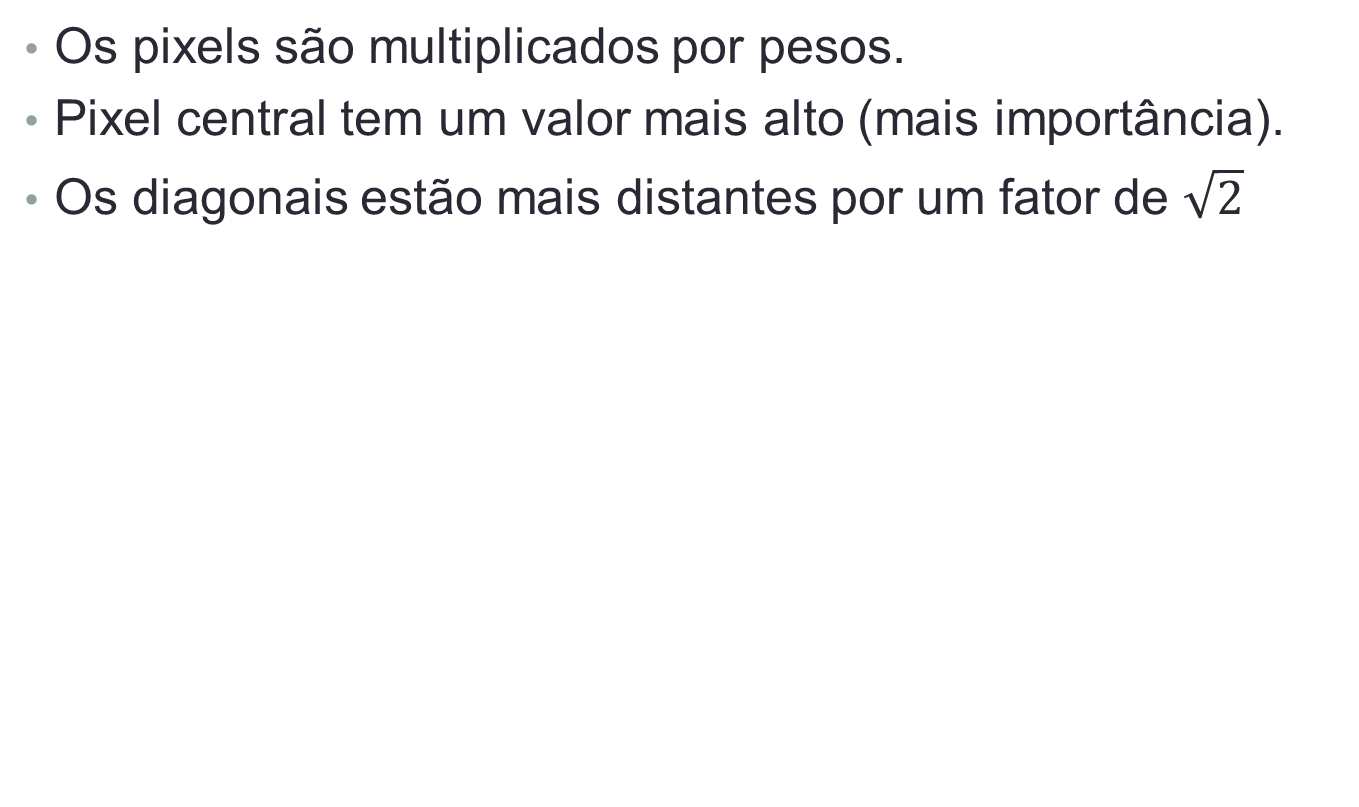 • Os pixels são multiplicados por pesos.
• Pixel central tem um valor mais alto (mais importância).
• Os diagonais estão mais distantes por um fator de √2